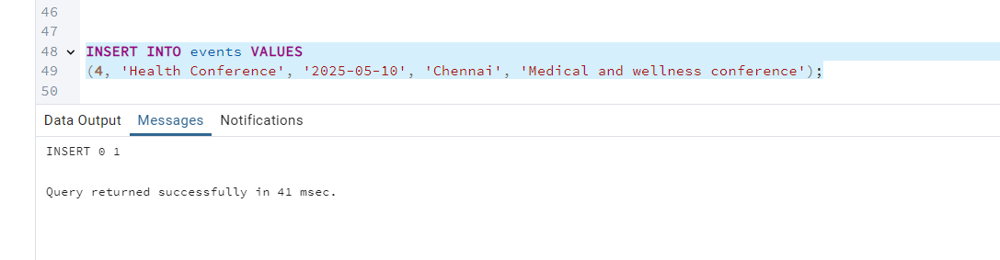 46
47
48 INSERT INTO events VALUES
49 (4, 'Health Conference', '2025-05-10', 'Chennai', 'Medical and wellness conference');
50
Data Output Messages Notifications
INSERT 0 1
Query returned successfully in 41 msec.